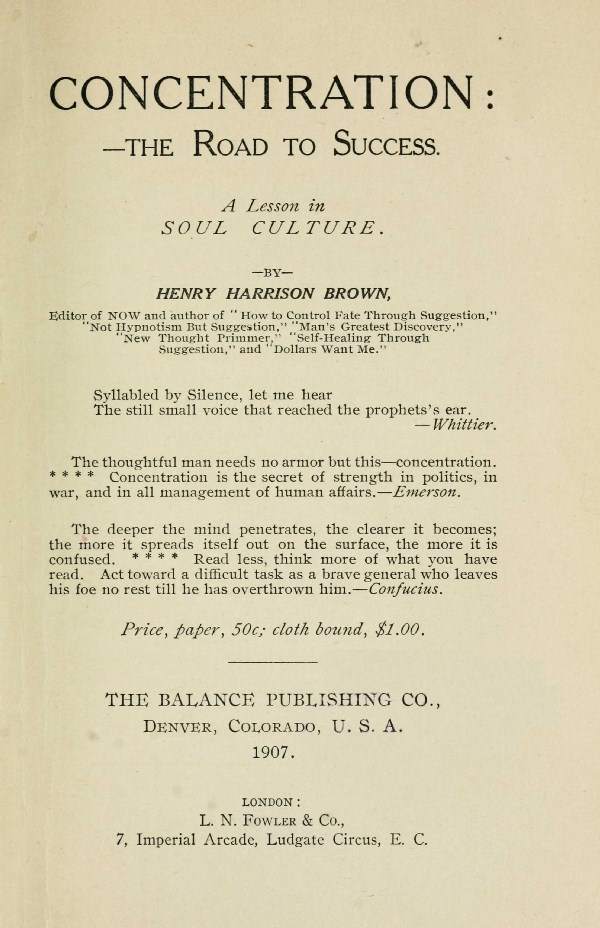 CONCENTRATION:
—THE ROAD TO SUCCESS.
A Lesson in
SOUL CULTURE.
—BY—
HENRY HARRISON BROWN,
Editor of NOW and author of "How to Control Fate Through Suggestion,"
"Not Hypnotism But Suggestion," "Man's Greatest Discovery,"
"New Thought Primmer," "Self-Healing Through
Suggestion," and "Dollars Want Me."
Syllabled by Silence, let me hear
The still small voice that reached the prophets's ear.
—Whittier.
The thoughtful man needs no armor but this—concentration.
* * * * Concentration is the secret of strength in politics, in
war, and in all management of human affairs.—Emerson.
The deeper the mind penetrates, the clearer it becomes;
the more it spreads itself out on the surface, the more it is
confused. * * * * Read less, think more of what you have
read. Act toward a difficult task as a brave general who leaves
his foe no rest till he has overthrown him.—Confucius.
Price, paper, 50c; cloth bound, $1.00.
THE BALANCE PUBLISHING CO.,
DENVER, COLORADO, U. S. A.
1907.
LONDON:
L. N. FOWLER & CO.,
7, Imperial Arcade, Ludgate Circus, E. C.